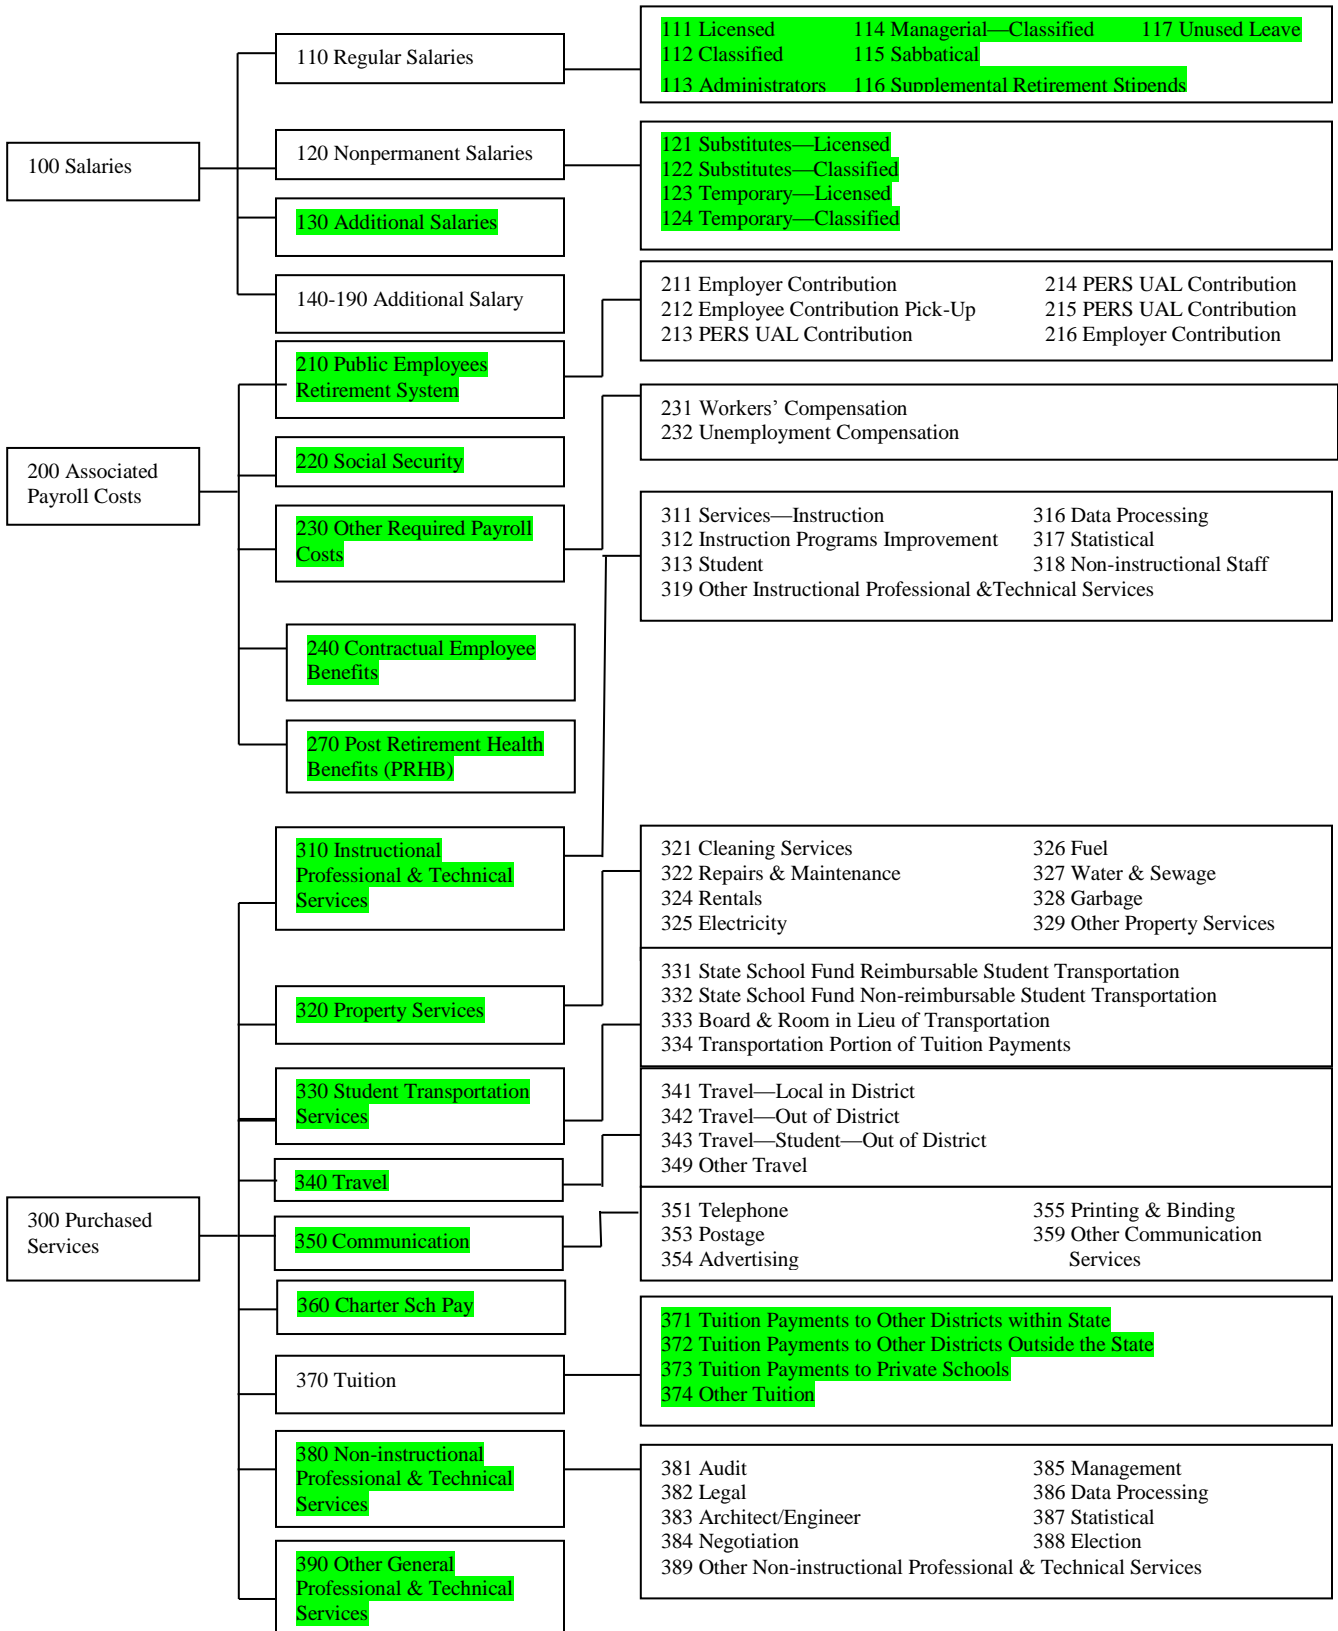 110 Regular Salaries
111 Licensed 114 Managerial—Classified 117 Unused Leave
112 Classified 115 Sabbatical
113 Administrators 116 Supplemental Retirement Stipends
100 Salaries
120 Nonpermanent Salaries
121 Substitutes—Licensed
122 Substitutes—Classified
123 Temporary—Licensed
124 Temporary—Classified
130 Additional Salaries
140-190 Additional Salary
211 Employer Contribution 214 PERS UAL Contribution
212 Employee Contribution Pick-Up 215 PERS UAL Contribution
213 PERS UAL Contribution 216 Employer Contribution
210 Public Employees
Retirement System
231 Workers’ Compensation
232 Unemployment Compensation
200 Associated
Payroll Costs
220 Social Security
230 Other Required Payroll
Costs
311 Services—Instruction 316 Data Processing
312 Instruction Programs Improvement 317 Statistical
313 Student 318 Non-instructional Staff
319 Other Instructional Professional &Technical Services
240 Contractual Employee
Benefits
270 Post Retirement Health
Benefits (PRHB)
310 Instructional
Professional & Technical
Services
321 Cleaning Services 326 Fuel
322 Repairs & Maintenance 327 Water & Sewage
324 Rentals 328 Garbage
325 Electricity 329 Other Property Services
320 Property Services
331 State School Fund Reimbursable Student Transportation
332 State School Fund Non-reimbursable Student Transportation
333 Board & Room in Lieu of Transportation
334 Transportation Portion of Tuition Payments
330 Student Transportation
Services
341 Travel—Local in District
342 Travel—Out of District
343 Travel—Student—Out of District
349 Other Travel
340 Travel
300 Purchased
Services
350 Communication
351 Telephone 355 Printing & Binding
353 Postage 359 Other Communication
354 Advertising Services
360 Charter Sch Pay
370 Tuition
371 Tuition Payments to Other Districts within State
372 Tuition Payments to Other Districts Outside the State
373 Tuition Payments to Private Schools
374 Other Tuition
380 Non-instructional
Professional & Technical
Services
381 Audit 385 Management
382 Legal 386 Data Processing
383 Architect/Engineer 387 Statistical
384 Negotiation 388 Election
389 Other Non-instructional Professional & Technical Services
390 Other General
Professional & Technical
Services